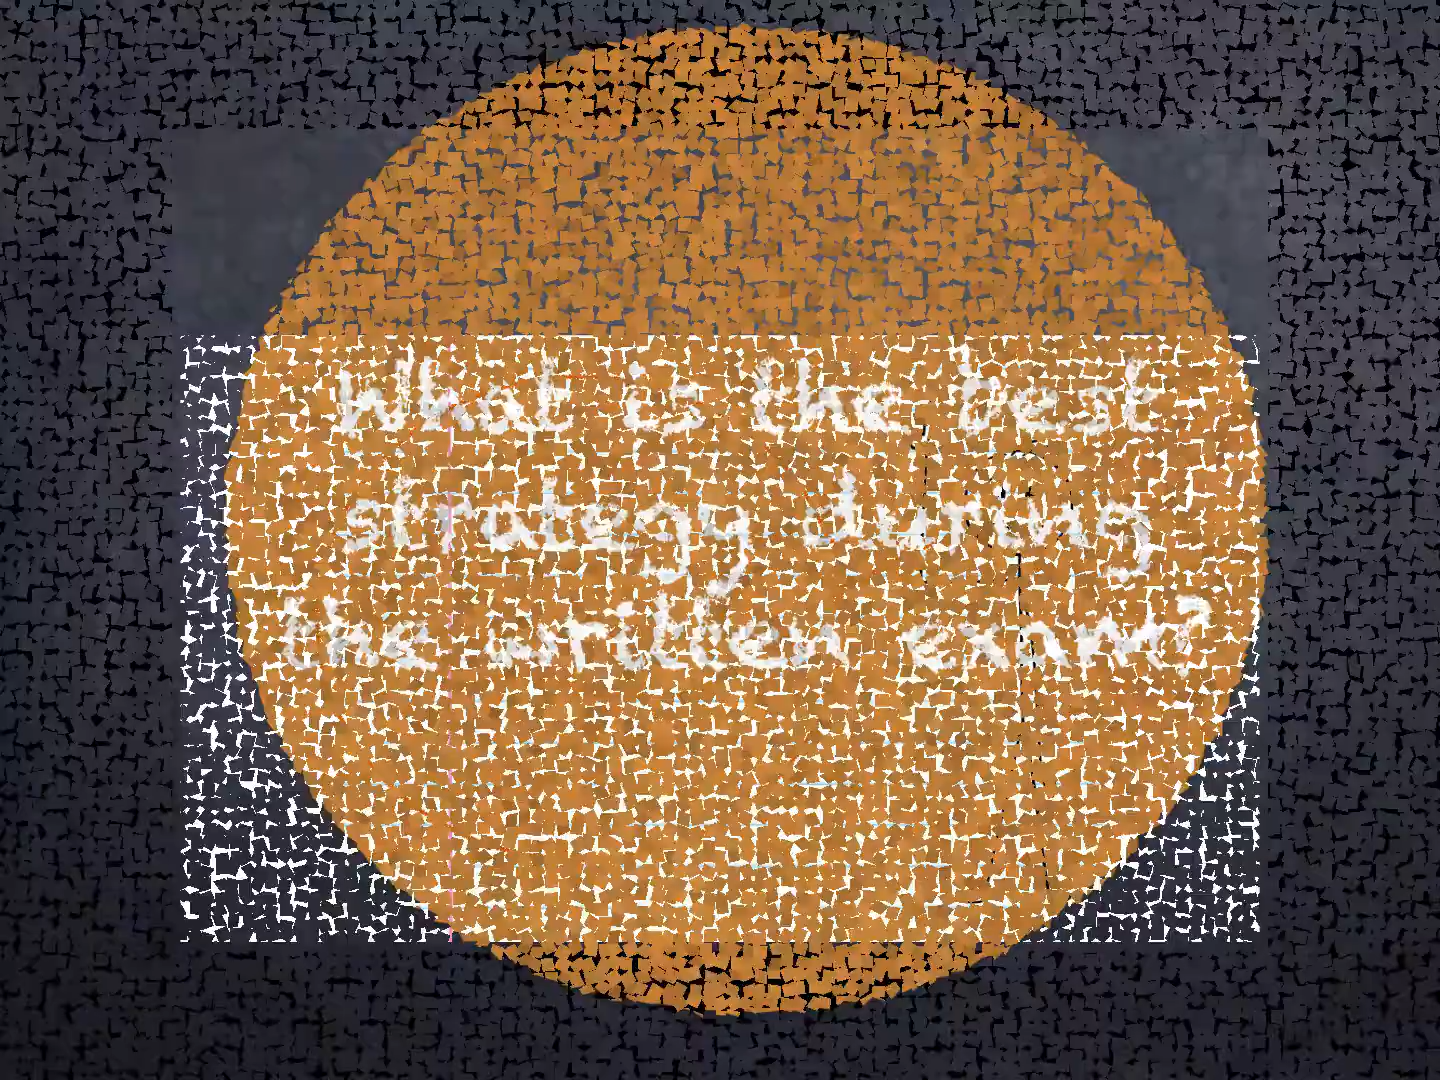 What is the best
strategy during
the written exam?